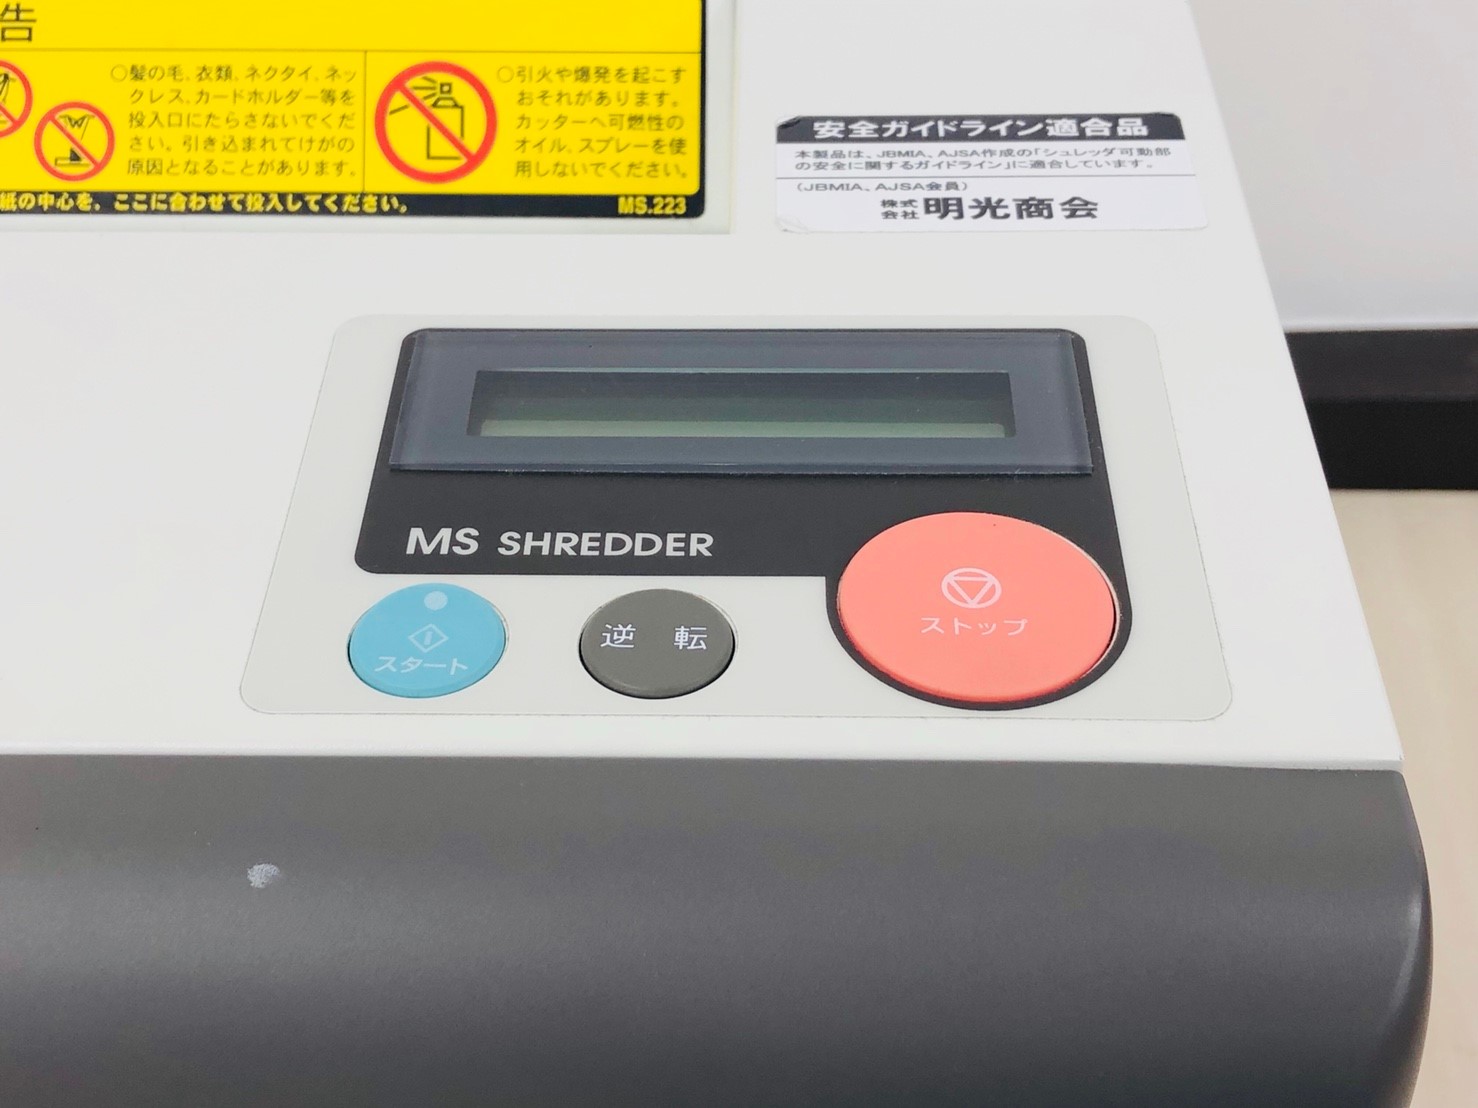 告
○髪の毛、衣類、ネクタイ、ネッ
クレス、カードホルダー等を
投入口にたらさないでくだ
さい。引き込まれてけがの
原因となることがあります。
○引火や爆発を起こす
おそれがあります。
カッターへ可燃性の
オイル、スプレーを使
用しないでください。
紙の中心を、ここに合わせて投入してください。
MS.223
安全ガイドライン適合品
本製品は、JBMIA、AJSA作成の「シュレッダ可動部
の安全に関するガイドライン」に適合しています。
(JBMIA、AJSA会員)
株式会社 明光商会
MS SHREDDER
スタート
逆 転
ストップ